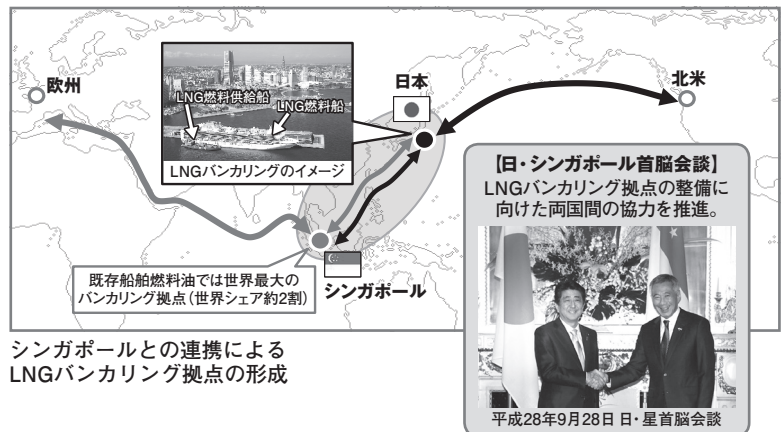 欧州
LNG燃料供給船
LNG燃料船
LNGバンカリングのイメージ
日本
北米
【日・シンガポール首脳会談】
LNGバンカリング拠点の整備に
向けた両国間の協力を推進。
既存船舶燃料油では世界最大の
バンカリング拠点（世界シェア約2割）
シンガポール
シンガポールとの連携による
LNGバンカリング拠点の形成
平成28年9月28日 日・星首脳会談